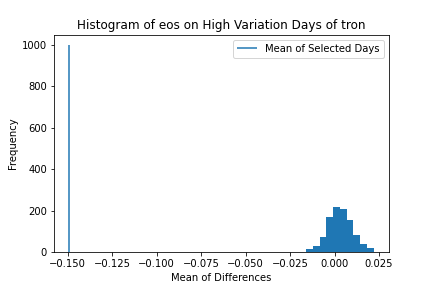 Histogram of eos on High Variation Days of tron
Mean of Selected Days
Frequency
1000
800
600
400
200
0
−0.150 −0.125 −0.100 −0.075 −0.050 −0.025 0.000 0.025
Mean of Differences